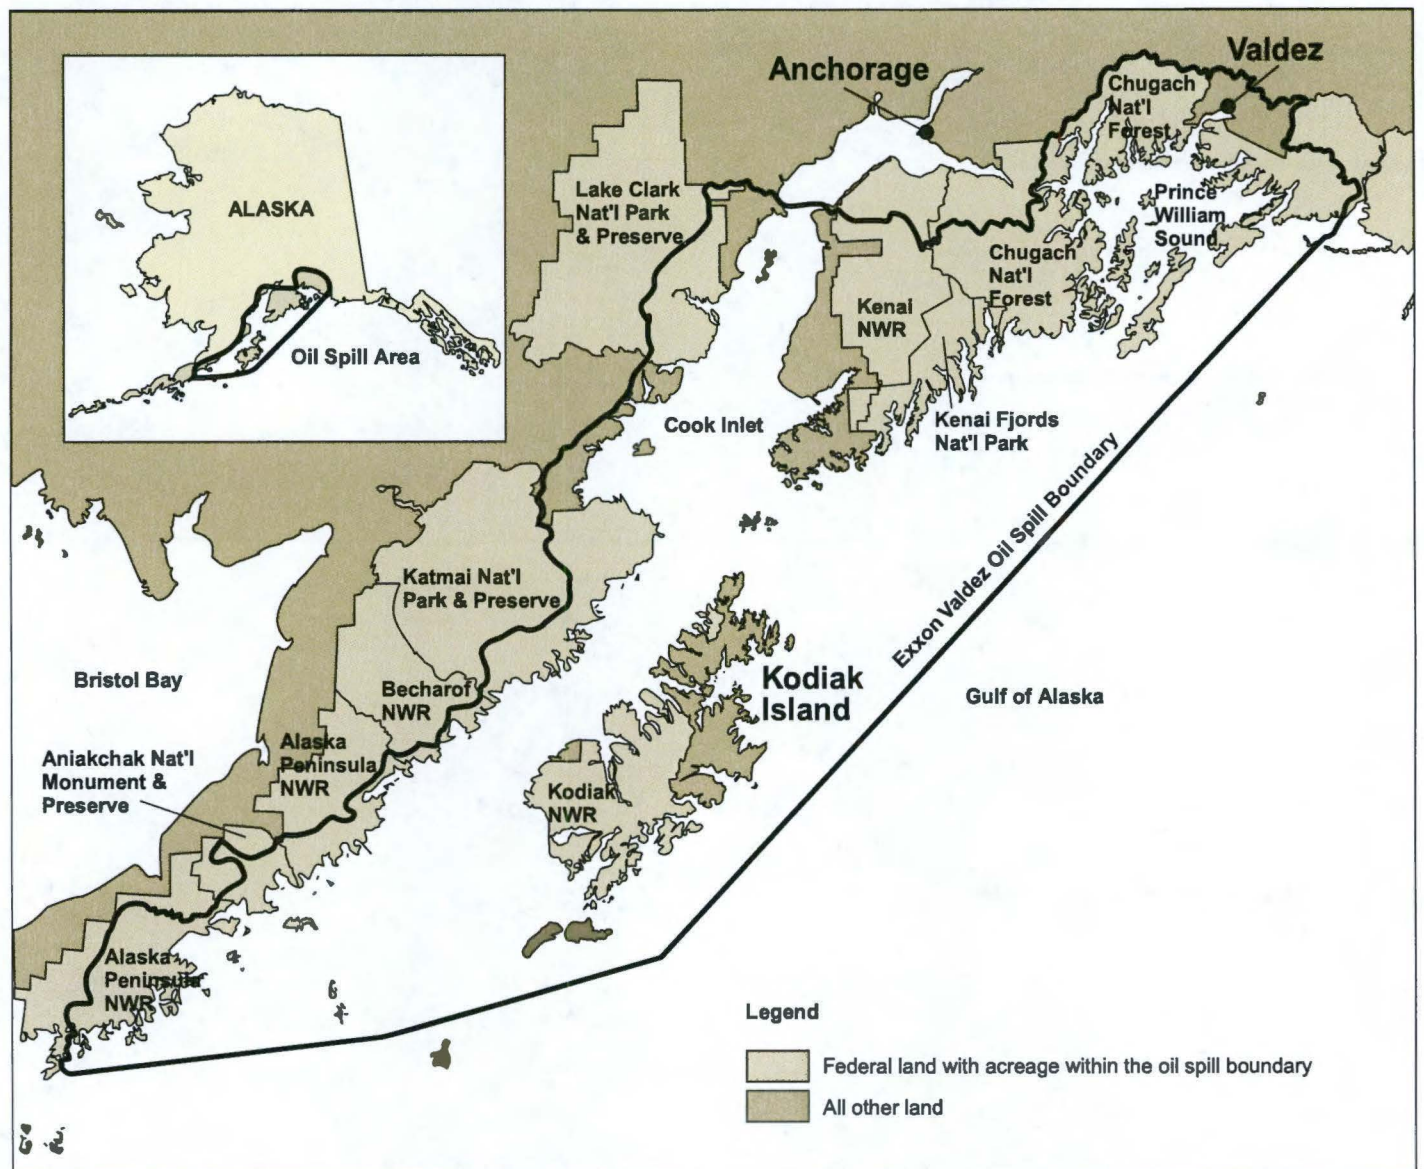 Valdez
Anchorage
Chugach
Nat'l
Forest
ALASKA
Lake Clark
Nat'l Park
& Preserve
Prince
William
Sound
Chugach
Nat'l
Forest
Kenai
NWR
Oil Spill Area
Cook Inlet
Kenai Fjords
Nat'l Park
Exxon Valdez Oil Spill Boundary
Katmai Nat'l
Park & Preserve
Bristol Bay
Becharof
NWR
Kodiak
Island
Gulf of Alaska
Alaska
Peninsula
NWR
Aniakchak Nat'l
Monument &
Preserve
Kodiak
NWR
Alaska
Peninsula
NWR
Legend
Federal land with acreage within the oil spill boundary
All other land